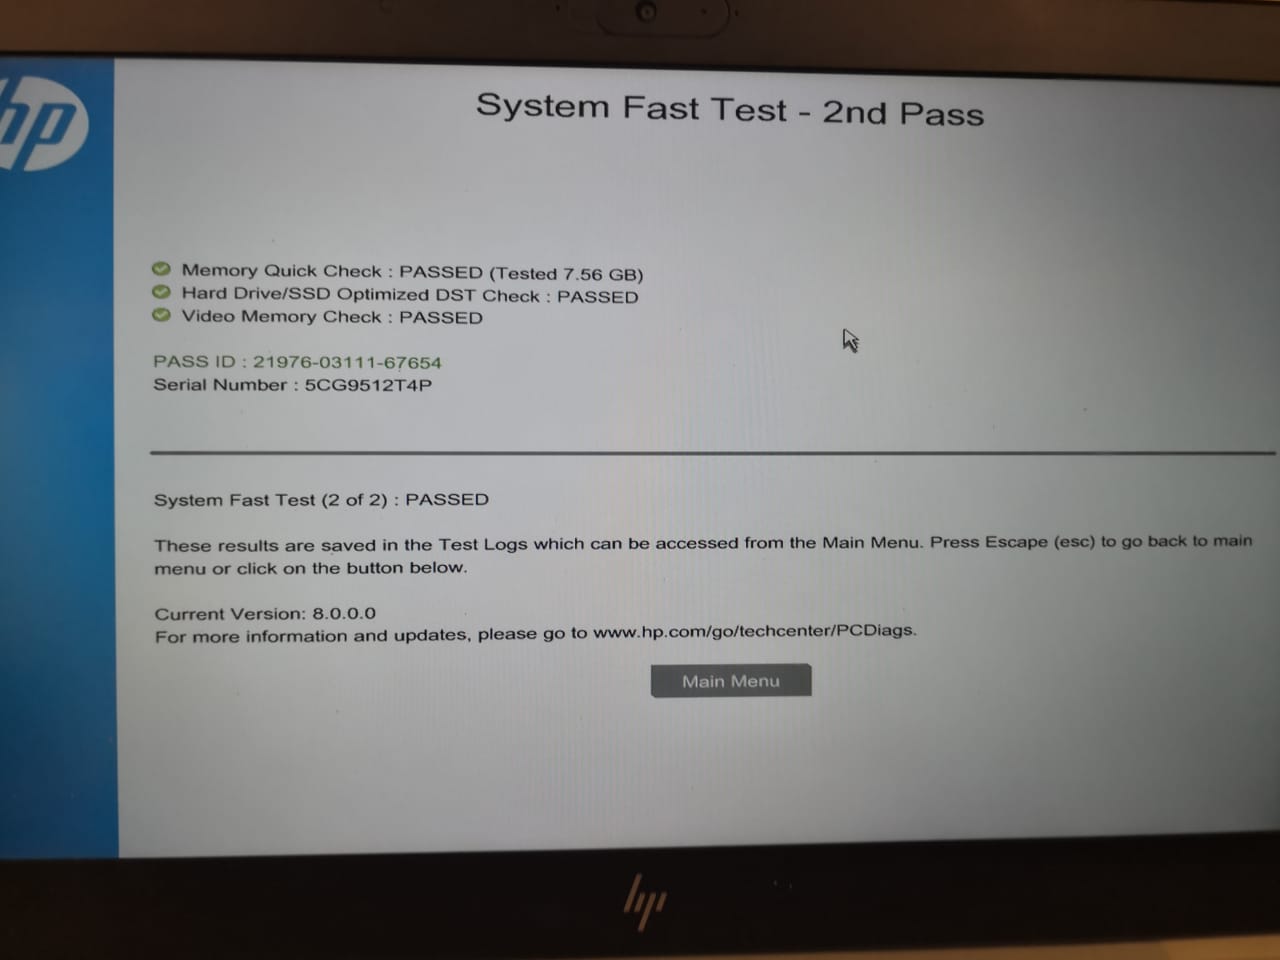 hp
System Fast Test - 2nd Pass
Memory Quick Check : PASSED (Tested 7.56 GB)
Hard Drive/SSD Optimized DST Check : PASSED
Video Memory Check : PASSED
PASS ID : 21976-03111-67654
Serial Number : 5CG9512T4P
System Fast Test (2 of 2) : PASSED
These results are saved in the Test Logs which can be accessed from the Main Menu. Press Escape (esc) to go back to main
menu or click on the button below.
Current Version: 8.0.0.0
For more information and updates, please go to www.hp.com/go/techcenter/PCDiags.
Main Menu
hp